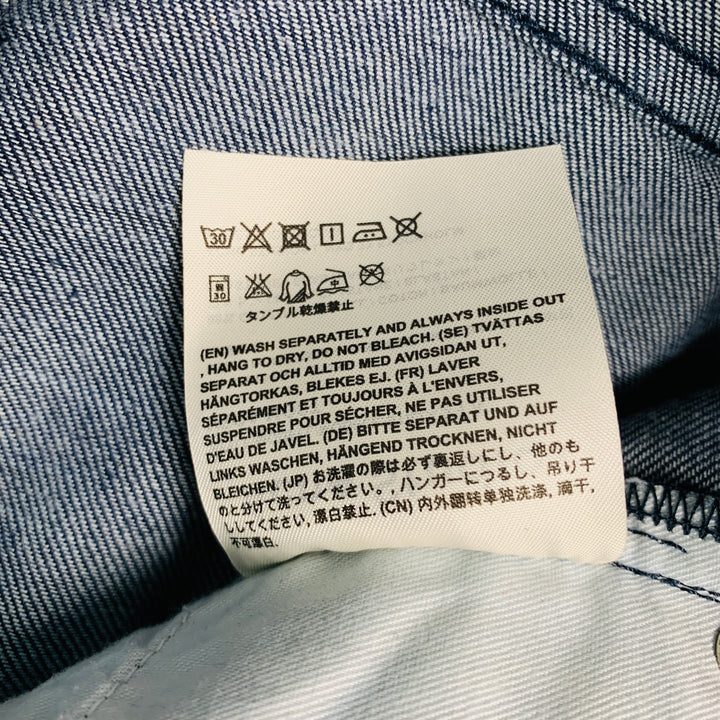 30
弱
30
中
タンブル乾燥禁止
(EN) WASH SEPARATELY AND ALWAYS INSIDE OUT
, HANG TO DRY, DO NOT BLEACH. (SE) TVÄTTAS
SEPARAT OCH ALLTID MED AVIGSIDAN UT,
HÄNGTORKAS, BLEKES EJ. (FR) LAVER
SÉPARÉMENT ET TOUJOURS À L'ENVERS,
SUSPENDRE POUR SÉCHER, NE PAS UTILISER
D'EAU DE JAVEL. (DE) BITTE SEPARAT UND AUF
LINKS WASCHEN, HÄNGEND TROCKNEN, NICHT
BLEICHEN. (JP) お洗濯の際は必ず裏返しにし、他のも
のと分けて洗ってください。, ハンガーにつるし、吊り干
ししてください, 漂白禁止. (CN) 内外翻转单独洗涤, 滴干,
不可漂白.